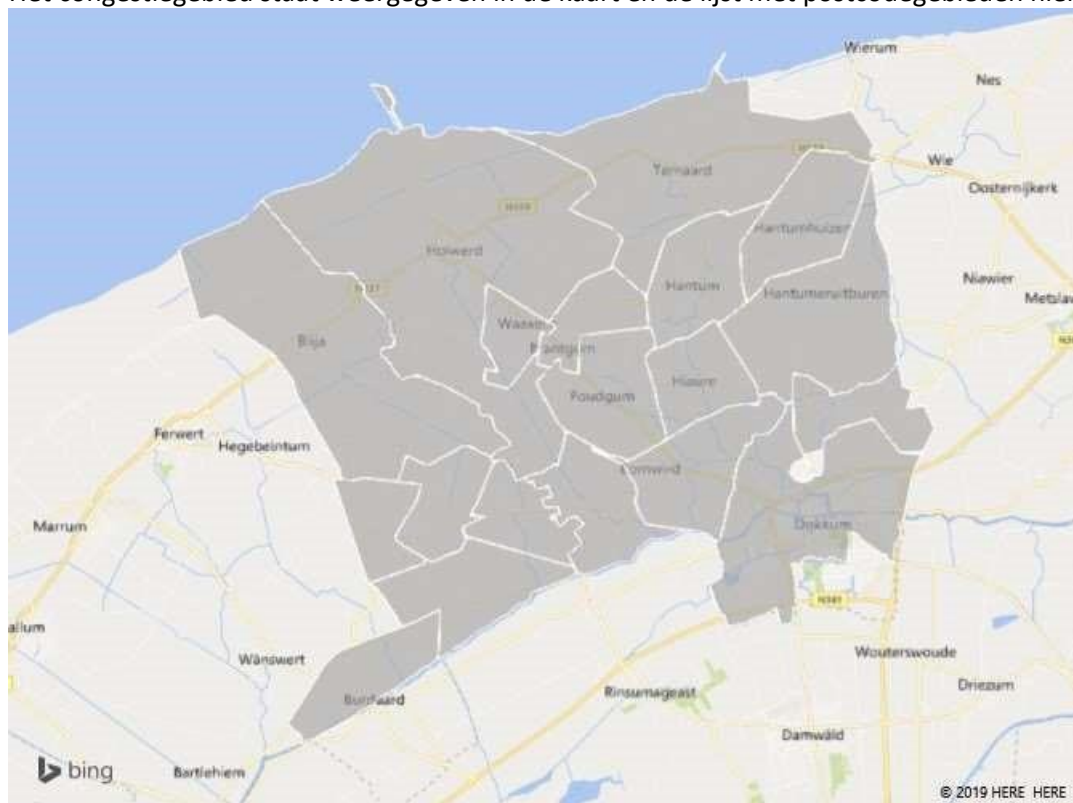 Het congestiegebied staat weergegeven in de kaart en de lijst met postcodegebieden hier
Wierum
Nes
Ternaard
Wie
Oosternijkerk
Hantumhuizen
Holwerd
Niawier
Hantum
Hantumeruitburen
Metslaw
Waaxens
Blija
Brantgum
Hiaure
Foudgum
Ferwert
Hegebeintum
Bornwird
Marrum
Dokkum
allum
Wânswert
Wouterswoude
Burdaard
Rinsumageast
Driezum
Damwâld
Bartlehiem
bing
© 2019 HERE HERE